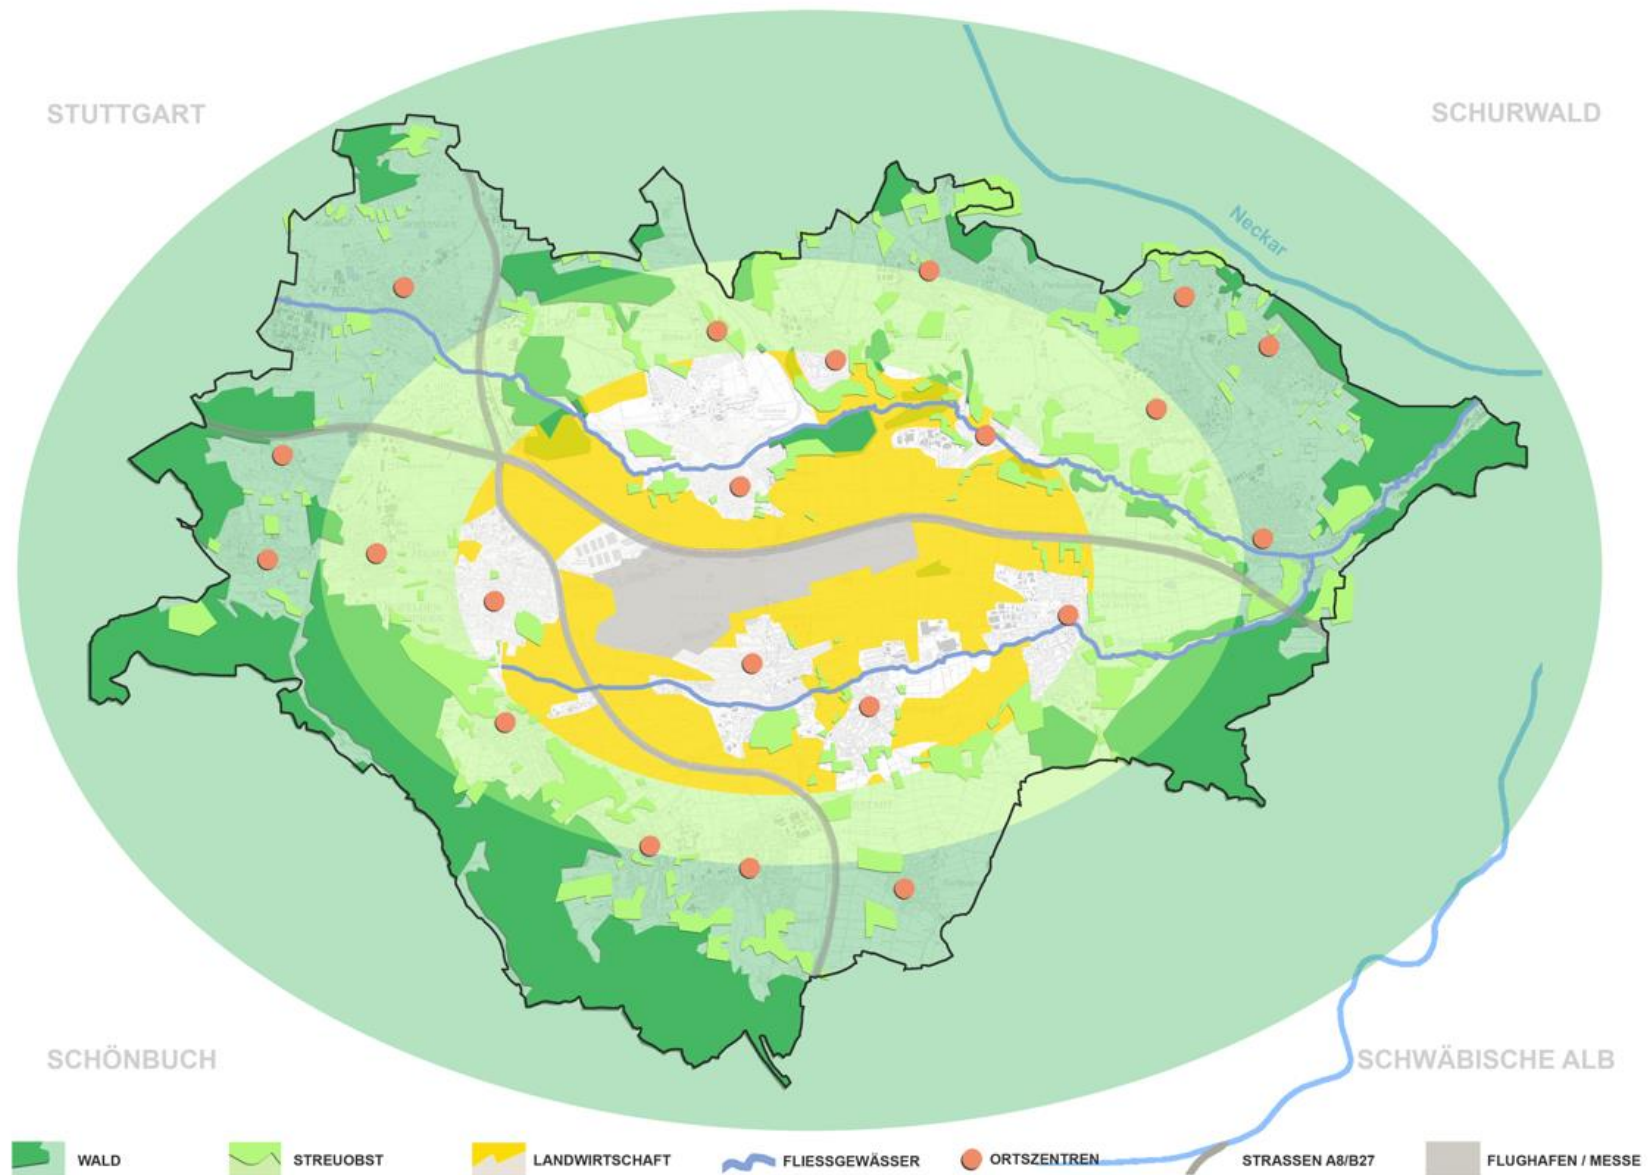 STUTTGART
SCHURWALD
Neckar
SCHÖNBUCH
SCHWÄBISCHE ALB
WALD
STREUOBST
LANDWIRTSCHAFT
FLIESSGEWÄSSER
ORTSZENTREN
STRASSEN A8/B27
FLUGHAFEN / MESSE